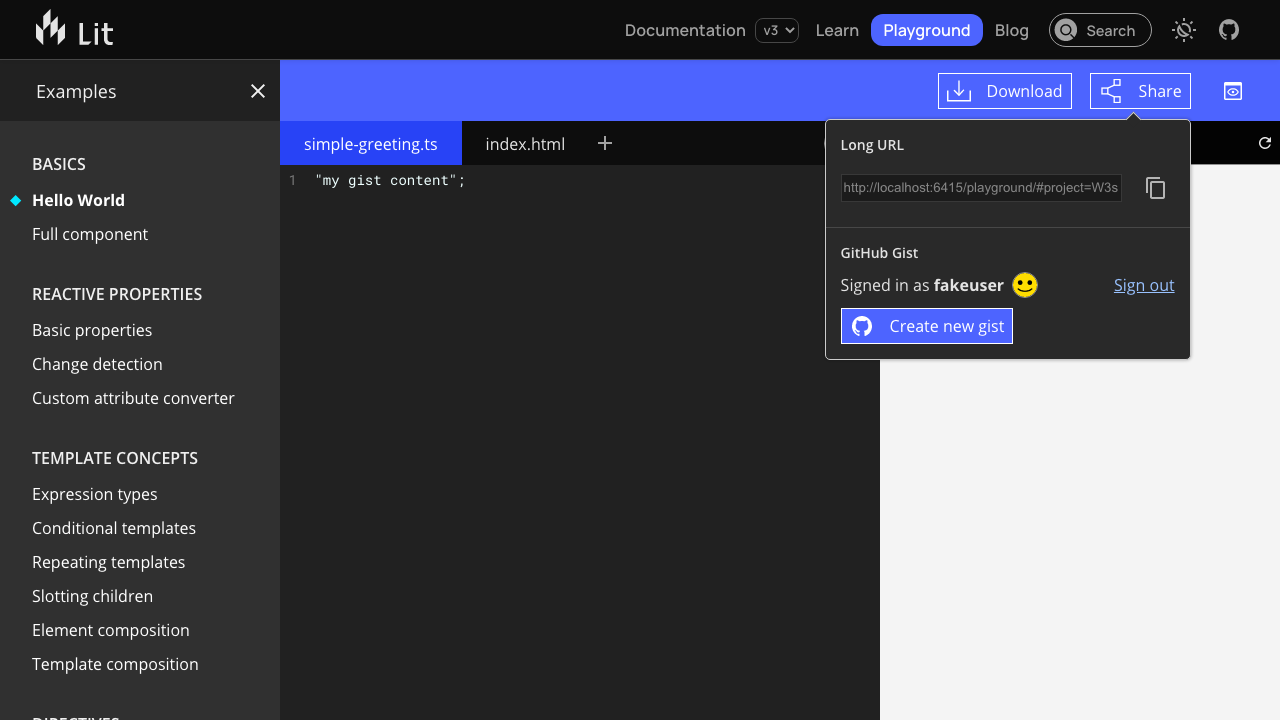 Lit
Documentation v3 Learn Playground Blog Search
Examples
Download Share
BASICS
Hello World
Full component
REACTIVE PROPERTIES
Basic properties
Change detection
Custom attribute converter
TEMPLATE CONCEPTS
Expression types
Conditional templates
Repeating templates
Slotting children
Element composition
Template composition
DIRECTIVES
simple-greeting.ts index.html
1 "my gist content";
Long URL
http://localhost:6415/playground/#project=W3s
GitHub Gist
Signed in as fakeuser Sign out
Create new gist